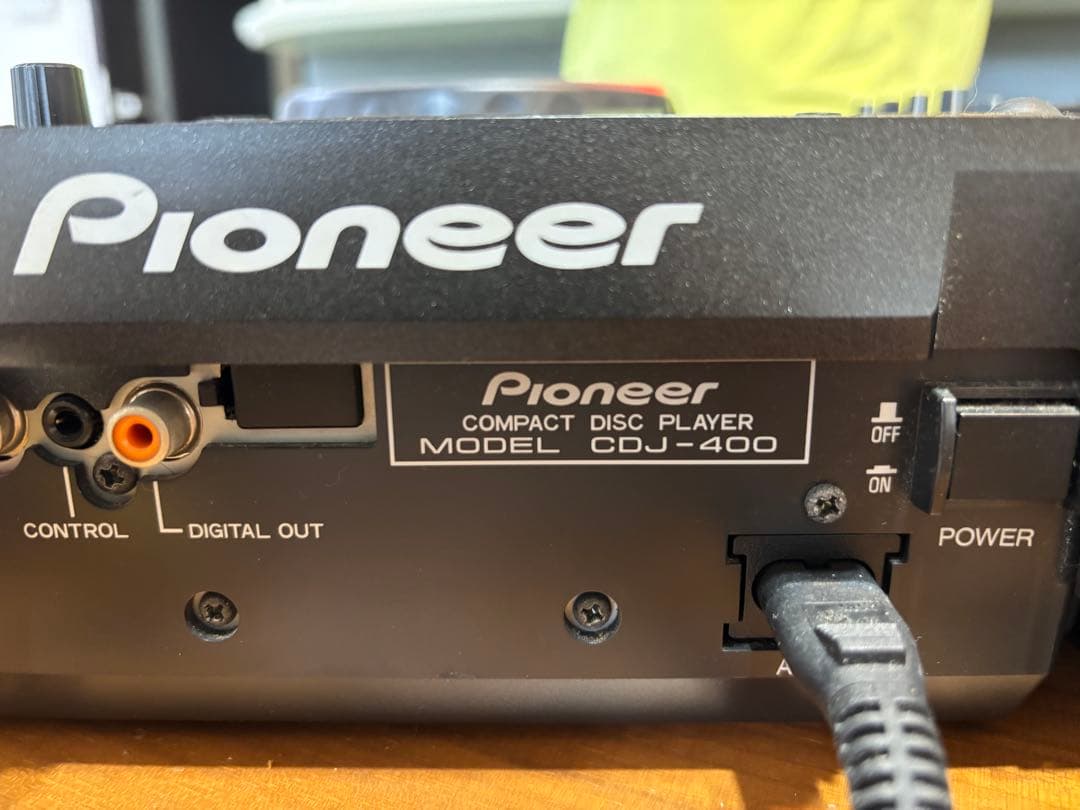 Pioneer
Pioneer
COMPACT DISC PLAYER
MODEL CDJ-400
OFF
ON
CONTROL
DIGITAL OUT
POWER